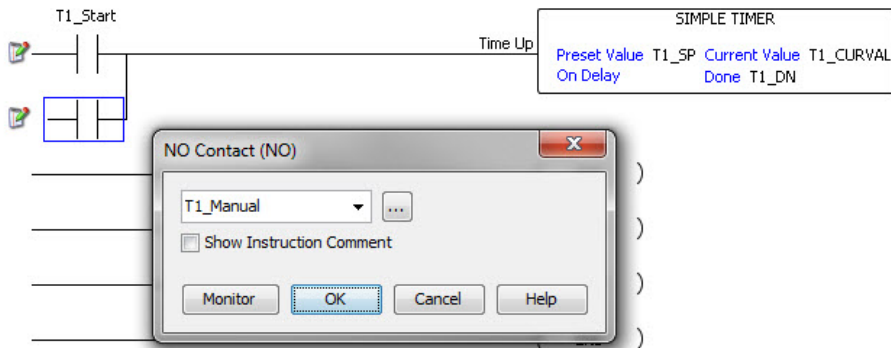 T1_Start
SIMPLE TIMER
Time Up
Preset Value T1_SP Current Value T1_CURVAL
On Delay Done T1_DN
NO Contact (NO)
T1_Manual
...
Show Instruction Comment
Monitor OK Cancel Help